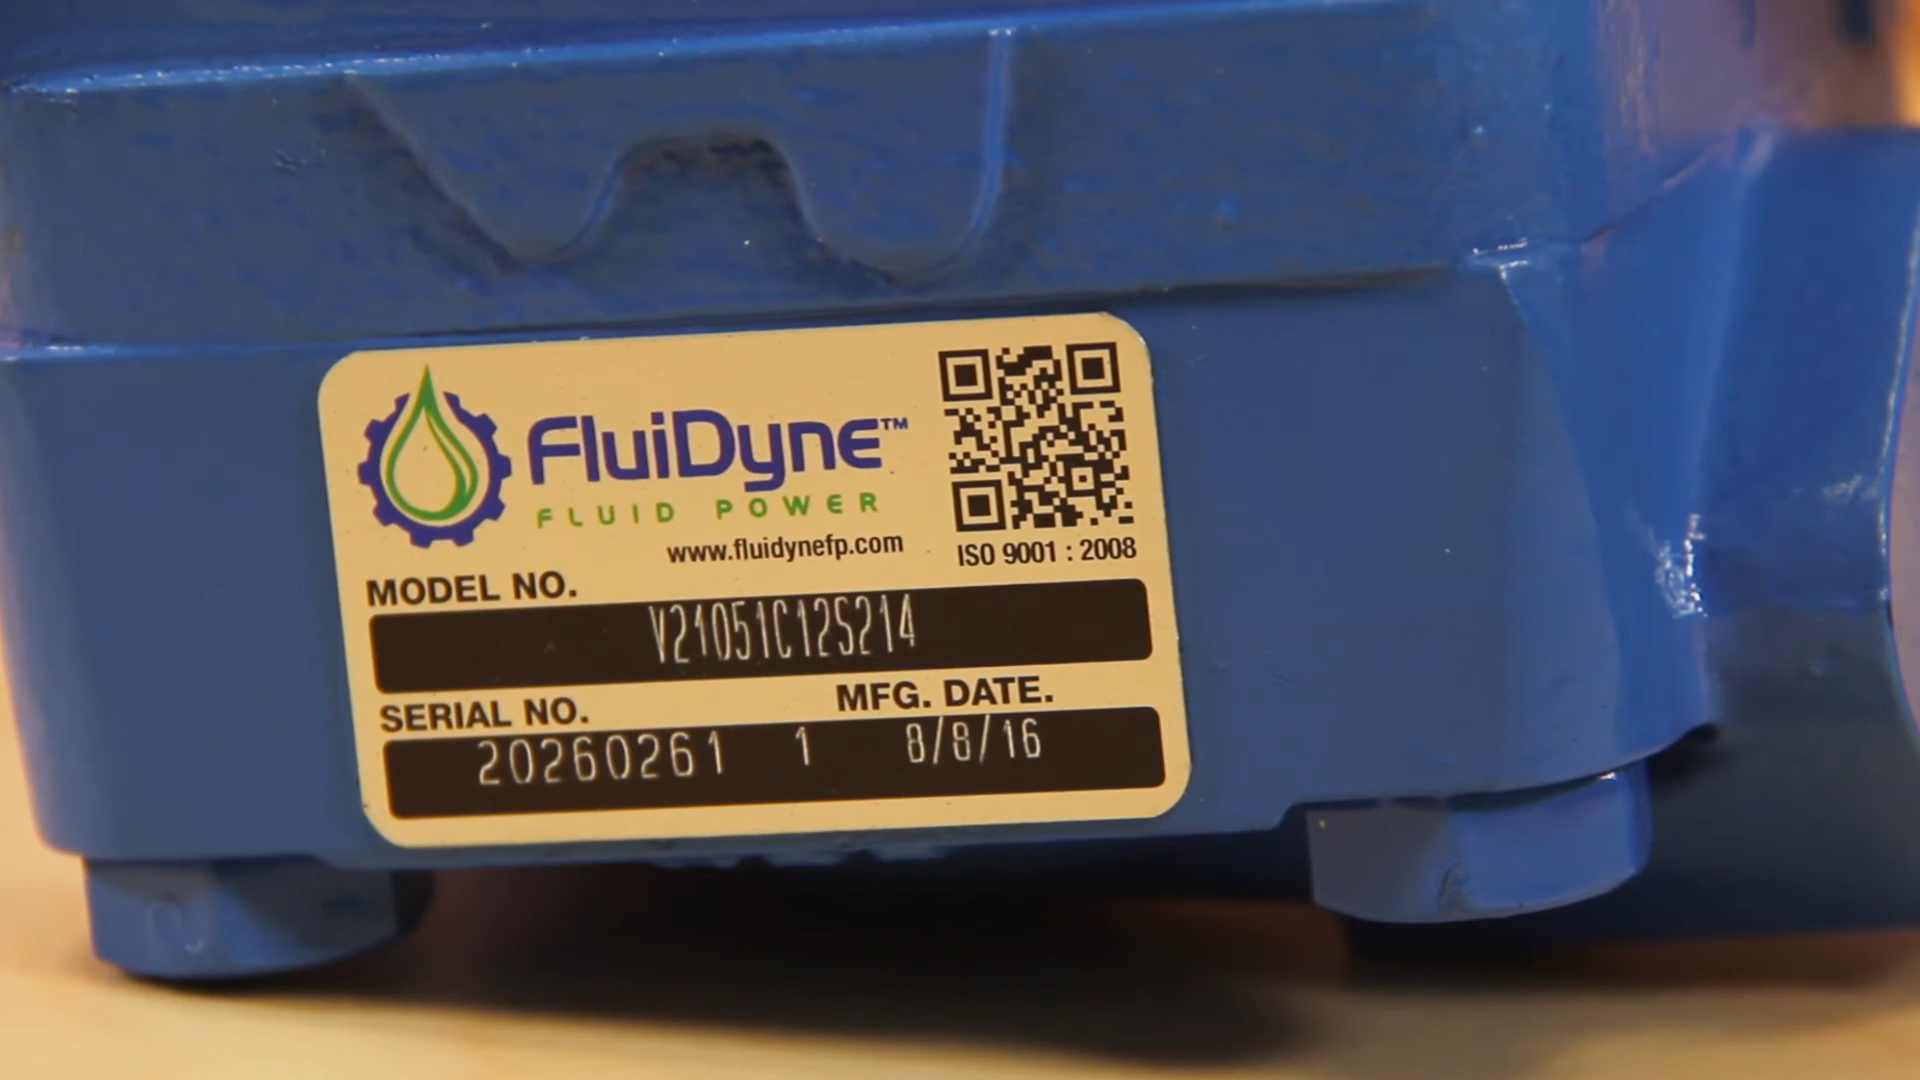 FluiDyne™
FLUID POWER
www.fluidynefp.com
ISO 9001 : 2008
MODEL NO.
V21051C12S214
SERIAL NO. MFG. DATE.
20260261 1 8/8/16